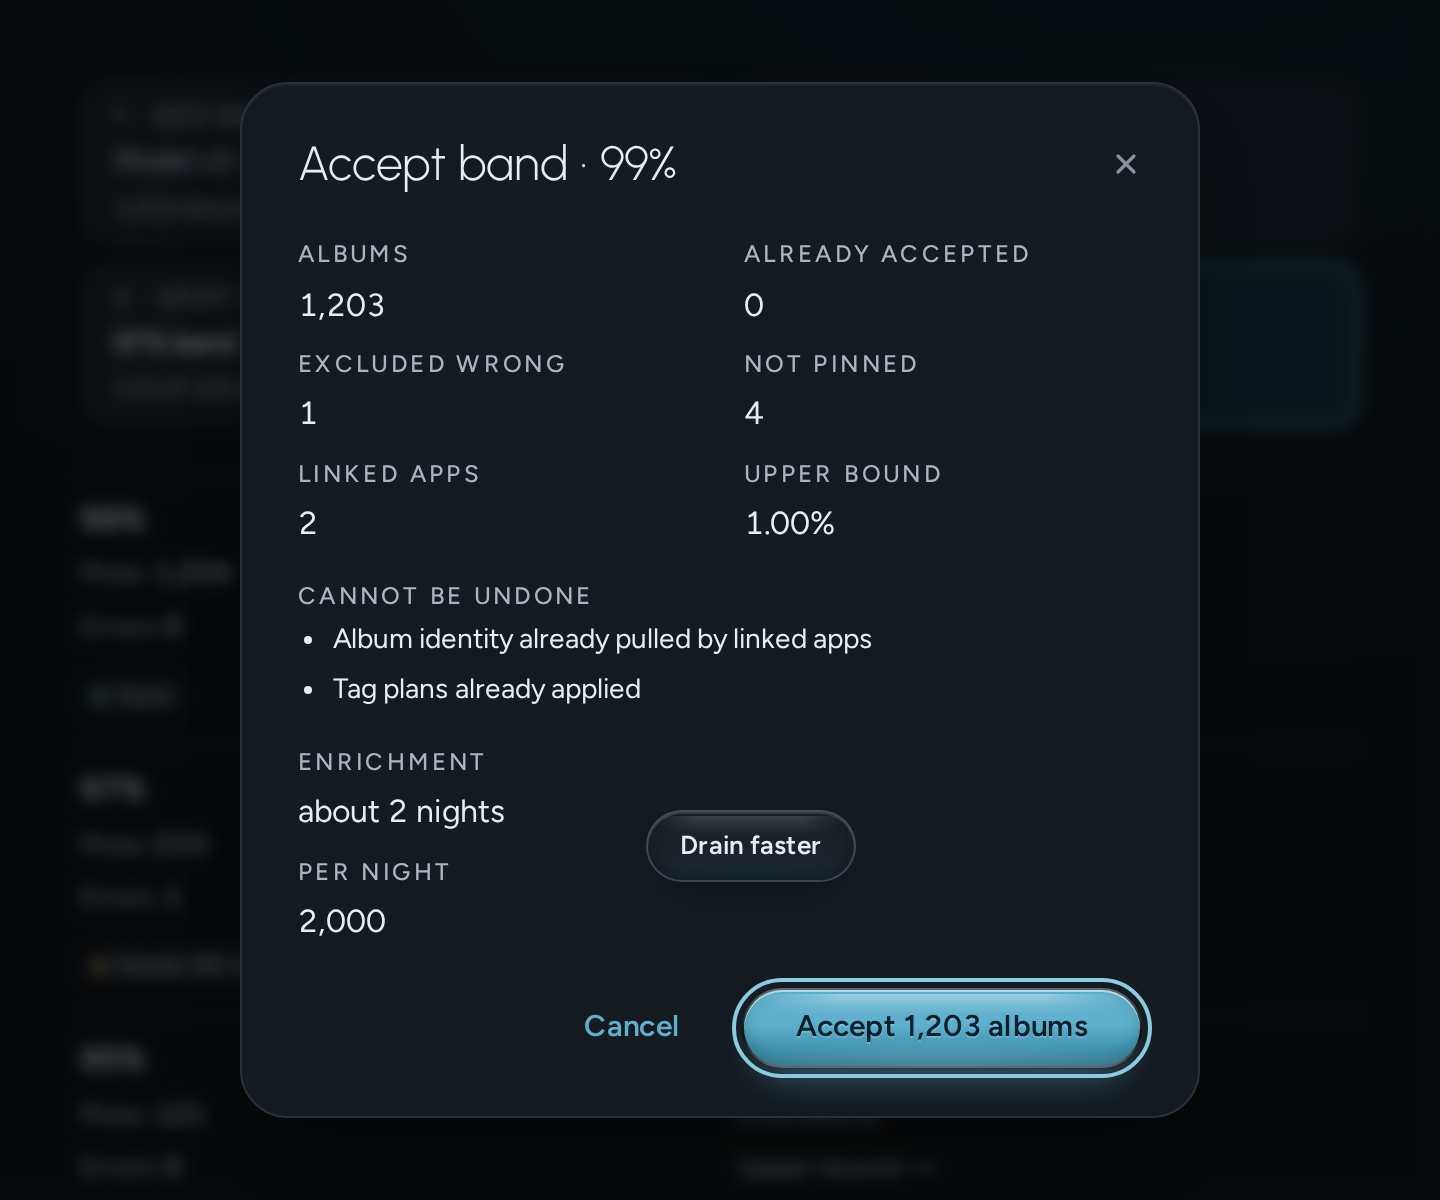 Accept band · 99%
ALBUMS
1,203
ALREADY ACCEPTED
0
EXCLUDED WRONG
1
NOT PINNED
4
LINKED APPS
2
UPPER BOUND
1.00%
CANNOT BE UNDONE
• Album identity already pulled by linked apps
• Tag plans already applied
ENRICHMENT
about 2 nights
Drain faster
PER NIGHT
2,000
Cancel
Accept 1,203 albums